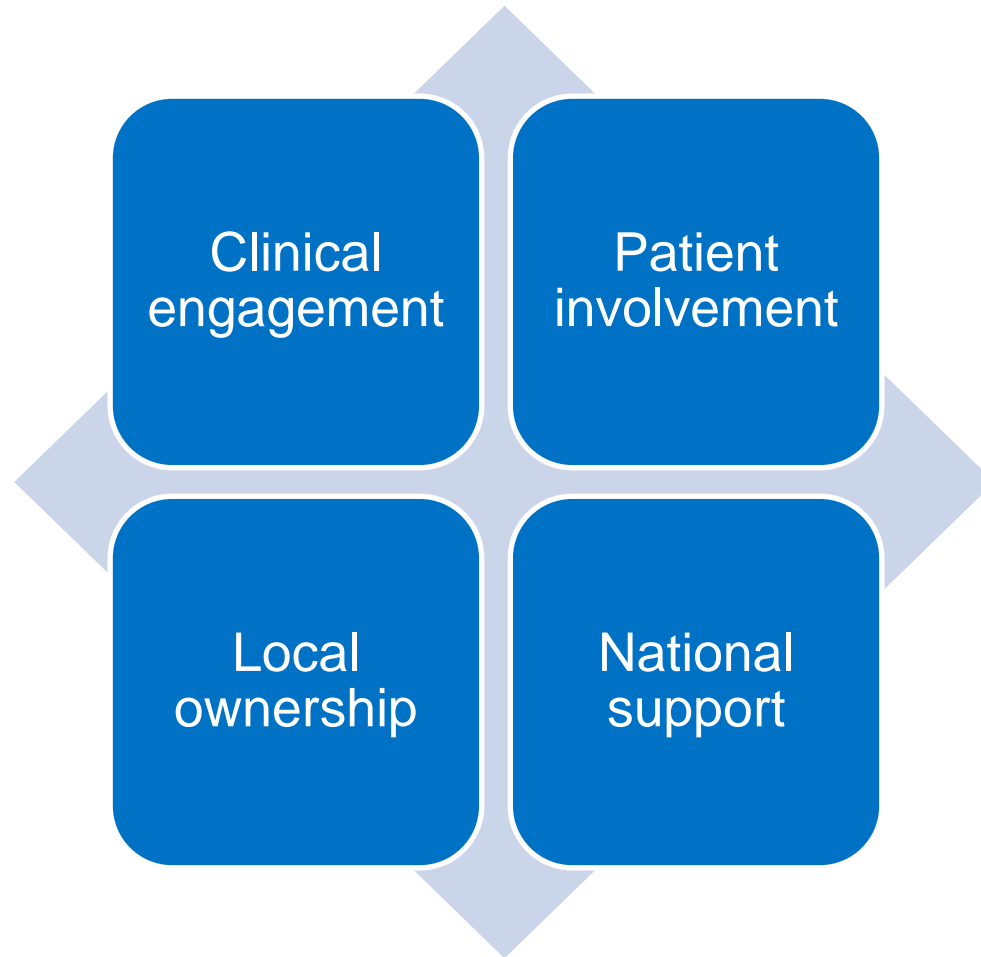 Clinical
engagement
Patient
involvement
Local
ownership
National
support